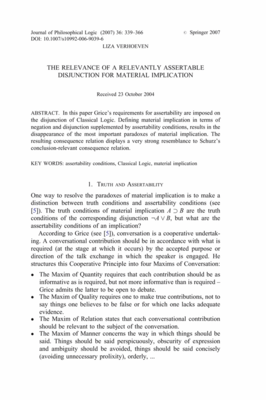 Journal of Philosophical Logic (2007) 36: 339–366
DOI: 10.1007/s10992-006-9039-6
© Springer 2007
LIZA VERHOEVEN
THE RELEVANCE OF A RELEVANTLY ASSERTABLE
DISJUNCTION FOR MATERIAL IMPLICATION
Received 23 October 2004
ABSTRACT. In this paper Grice's requirements for assertability are imposed on
the disjunction of Classical Logic. Defining material implication in terms of
negation and disjunction supplemented by assertability conditions, results in the
disappearance of the most important paradoxes of material implication. The
resulting consequence relation displays a very strong resemblance to Schurz's
conclusion-relevant consequence relation.
KEY WORDS: assertability conditions, Classical Logic, material implication
1. TRUTH AND ASSERTABILITY
One way to resolve the paradoxes of material implication is to make a
distinction between truth conditions and assertability conditions (see
[5]). The truth conditions of material implication A ⊃ B are the truth
conditions of the corresponding disjunction ¬A ∨ B, but what are the
assertability conditions of an implication?
According to Grice (see [5]), conversation is a cooperative undertak-
ing. A conversational contribution should be in accordance with what is
required (at the stage at which it occurs) by the accepted purpose or
direction of the talk exchange in which the speaker is engaged. He
structures this Cooperative Principle into four Maxims of Conversation:
• The Maxim of Quantity requires that each contribution should be as
informative as is required, but not more informative than is required –
Grice admits the latter to be open to debate.
• The Maxim of Quality requires one to make true contributions, not to
say things one believes to be false or for which one lacks adequate
evidence.
• The Maxim of Relation states that each conversational contribution
should be relevant to the subject of the conversation.
• The Maxim of Manner concerns the way in which things should be
said. Things should be said perspicuously, obscurity of expression
and ambiguity should be avoided, things should be said concisely
(avoiding unnecessary prolixity), orderly, ...